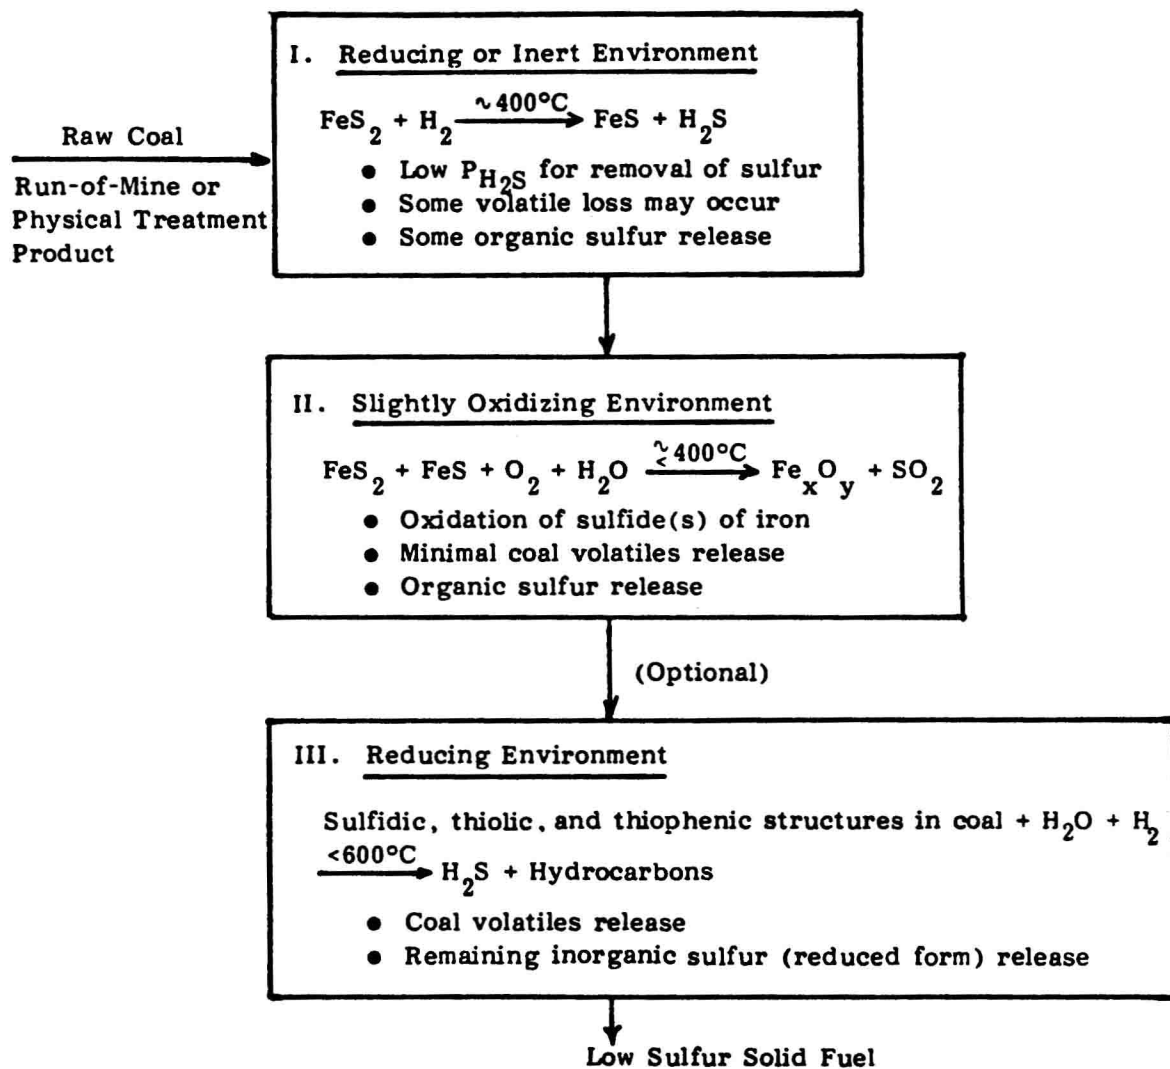 I. Reducing or Inert Environment
FeS₂ + H₂ ~400°C → FeS + H₂S
• Low P_H₂S for removal of sulfur
• Some volatile loss may occur
• Some organic sulfur release
Raw Coal
Run-of-Mine or
Physical Treatment
Product
II. Slightly Oxidizing Environment
FeS₂ + FeS + O₂ + H₂O ≲400°C → FeₓOᵧ + SO₂
• Oxidation of sulfide(s) of iron
• Minimal coal volatiles release
• Organic sulfur release
(Optional)
III. Reducing Environment
Sulfidic, thiolic, and thiophenic structures in coal + H₂O + H₂
<600°C → H₂S + Hydrocarbons
• Coal volatiles release
• Remaining inorganic sulfur (reduced form) release
Low Sulfur Solid Fuel